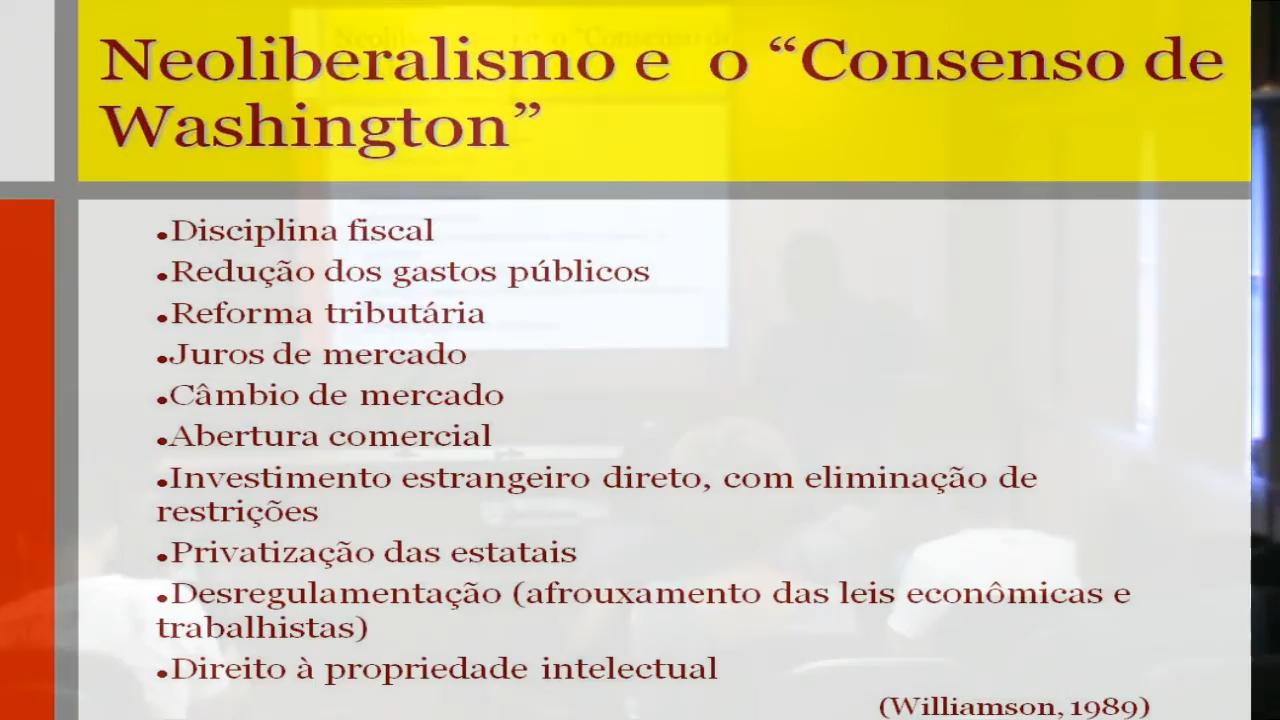 Neoliberalismo e o “Consenso de
Washington”
•Disciplina fiscal
•Redução dos gastos públicos
•Reforma tributária
•Juros de mercado
•Câmbio de mercado
•Abertura comercial
•Investimento estrangeiro direto, com eliminação de
restrições
•Privatização das estatais
•Desregulamentação (afrouxamento das leis econômicas e
trabalhistas)
•Direito à propriedade intelectual
(Williamson, 1989)